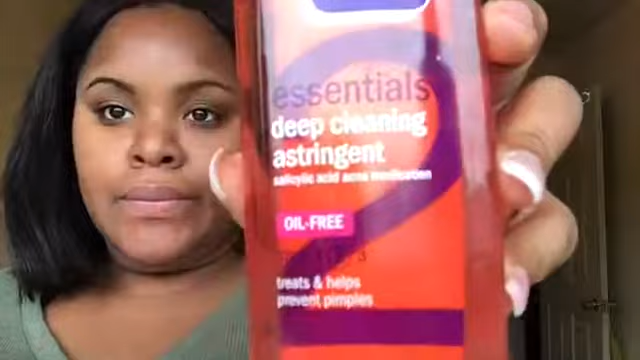 essentials
deep cleaning
astringent
salicylic acid acne medication
OIL-FREE
treats & helps
prevent pimples